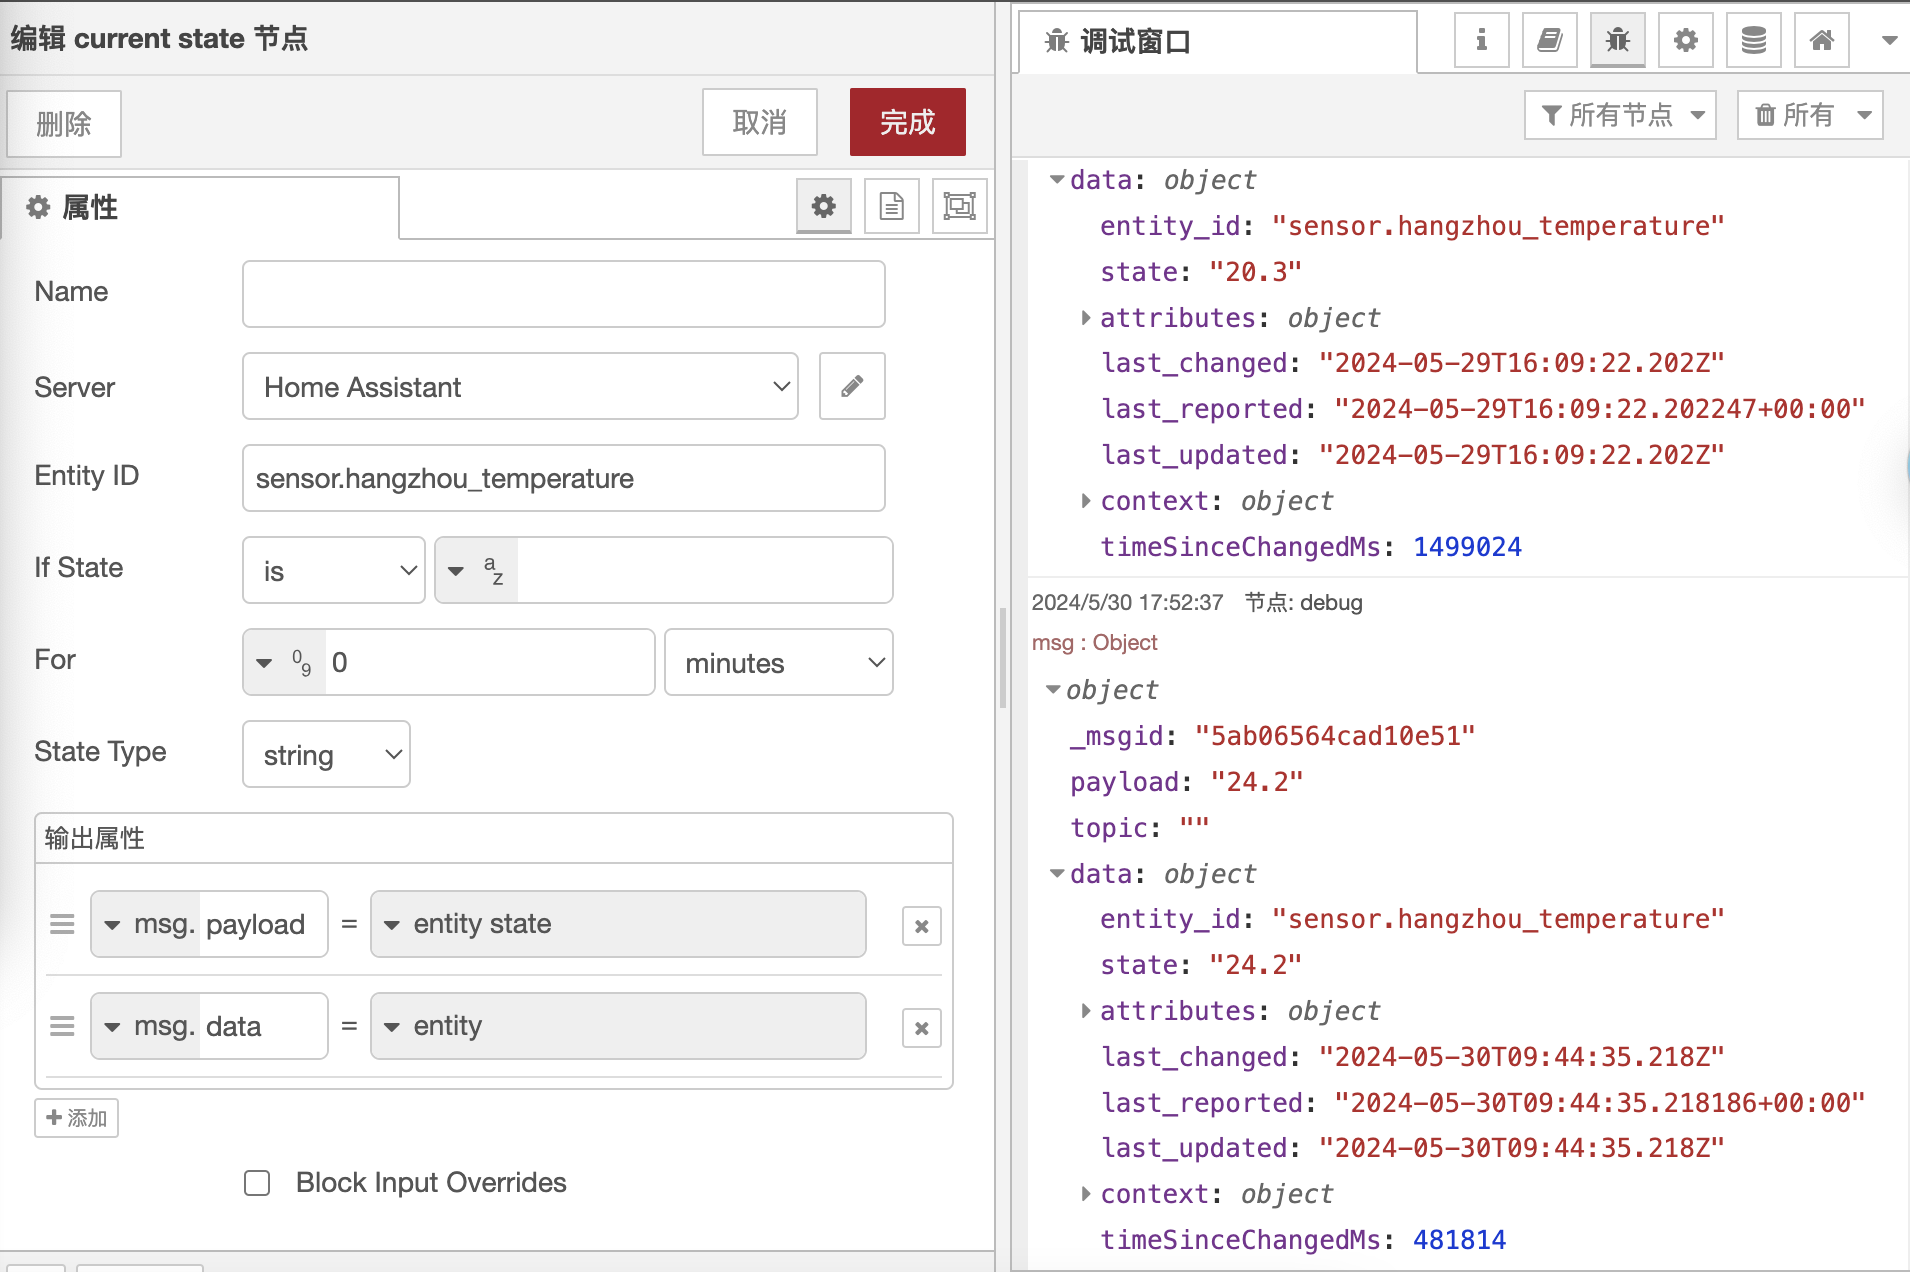 编辑 current state 节点
删除
取消
完成
属性
Name
Server
Home Assistant
Entity ID
sensor.hangzhou_temperature
If State
is
a
z
For
0
9
0
minutes
State Type
string
输出属性
msg. payload = entity state
msg. data = entity
添加
Block Input Overrides
调试窗口
所有节点
所有
data: object
entity_id: "sensor.hangzhou_temperature"
state: "20.3"
attributes: object
last_changed: "2024-05-29T16:09:22.202Z"
last_reported: "2024-05-29T16:09:22.202247+00:00"
last_updated: "2024-05-29T16:09:22.202Z"
context: object
timeSinceChangedMs: 1499024
2024/5/30 17:52:37 节点: debug
msg : Object
object
_msgid: "5ab06564cad10e51"
payload: "24.2"
topic: ""
data: object
entity_id: "sensor.hangzhou_temperature"
state: "24.2"
attributes: object
last_changed: "2024-05-30T09:44:35.218Z"
last_reported: "2024-05-30T09:44:35.218186+00:00"
last_updated: "2024-05-30T09:44:35.218Z"
context: object
timeSinceChangedMs: 481814